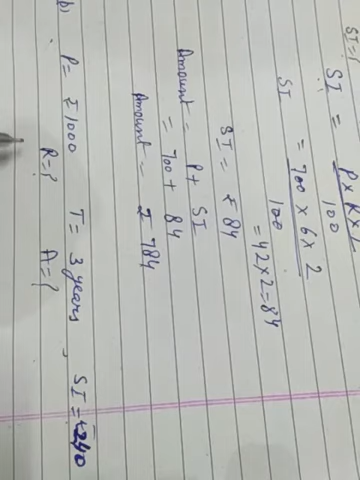 SI = P × R × T
100
SI = 700 × 6 × 2
100
= 42×2=84
SI = ₹ 84
Amount = P + SI
= 700 + 84
Amount = ₹ 784
b) P= ₹1000 T= 3 years, SI=₹240
R=? A=?